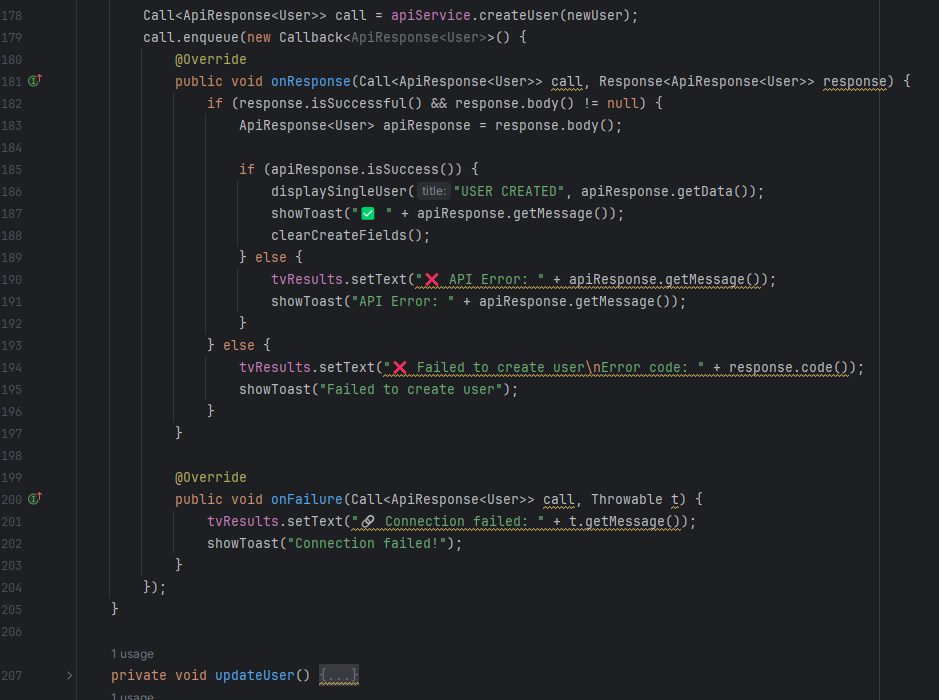 178 Call<ApiResponse<User>> call = apiService.createUser(newUser);
179 call.enqueue(new Callback<ApiResponse<User>>() {
180 @Override
181 public void onResponse(Call<ApiResponse<User>> call, Response<ApiResponse<User>> response) {
182 if (response.isSuccessful() && response.body() != null) {
183 ApiResponse<User> apiResponse = response.body();
184
185 if (apiResponse.isSuccess()) {
186 displaySingleUser( title: "USER CREATED", apiResponse.getData());
187 showToast("✅ " + apiResponse.getMessage());
188 clearCreateFields();
189 } else {
190 tvResults.setText("❌ API Error: " + apiResponse.getMessage());
191 showToast("API Error: " + apiResponse.getMessage());
192 }
193 } else {
194 tvResults.setText("❌ Failed to create user\nError code: " + response.code());
195 showToast("Failed to create user");
196 }
197 }
198
199 @Override
200 public void onFailure(Call<ApiResponse<User>> call, Throwable t) {
201 tvResults.setText("🔗 Connection failed: " + t.getMessage());
202 showToast("Connection failed!");
203 }
204 });
205 }
206
1 usage
207 private void updateUser() {...}
1 usage